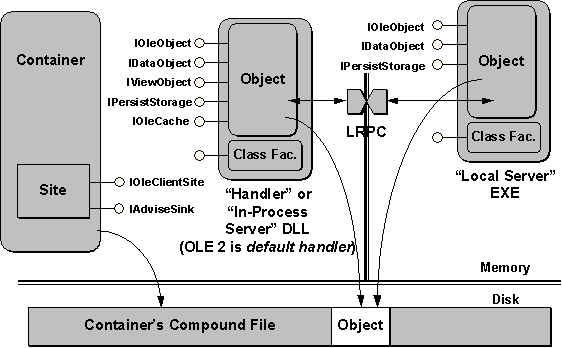 Container
Site
IOleClientSite
IAdviseSink
IOleObject
IDataObject
IViewObject
IPersistStorage
IOleCache
Object
Class Fac.
“Handler” or
“In-Process
Server” DLL
(OLE 2 is default handler)
LRPC
IOleObject
IDataObject
IPersistStorage
Object
Class Fac.
“Local Server”
EXE
Memory
Disk
Container’s Compound File
Object